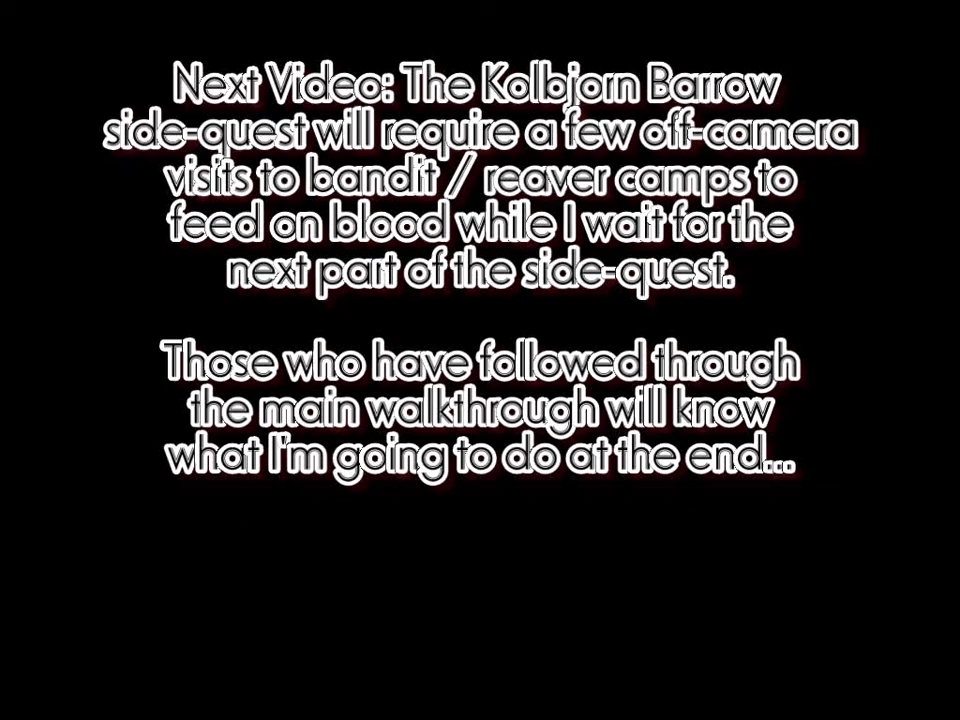 Next Video: The Kolbjorn Barrow
side-quest will require a few off-camera
visits to bandit / reaver camps to
feed on blood while I wait for the
next part of the side-quest.
Those who have followed through
the main walkthrough will know
what I'm going to do at the end...